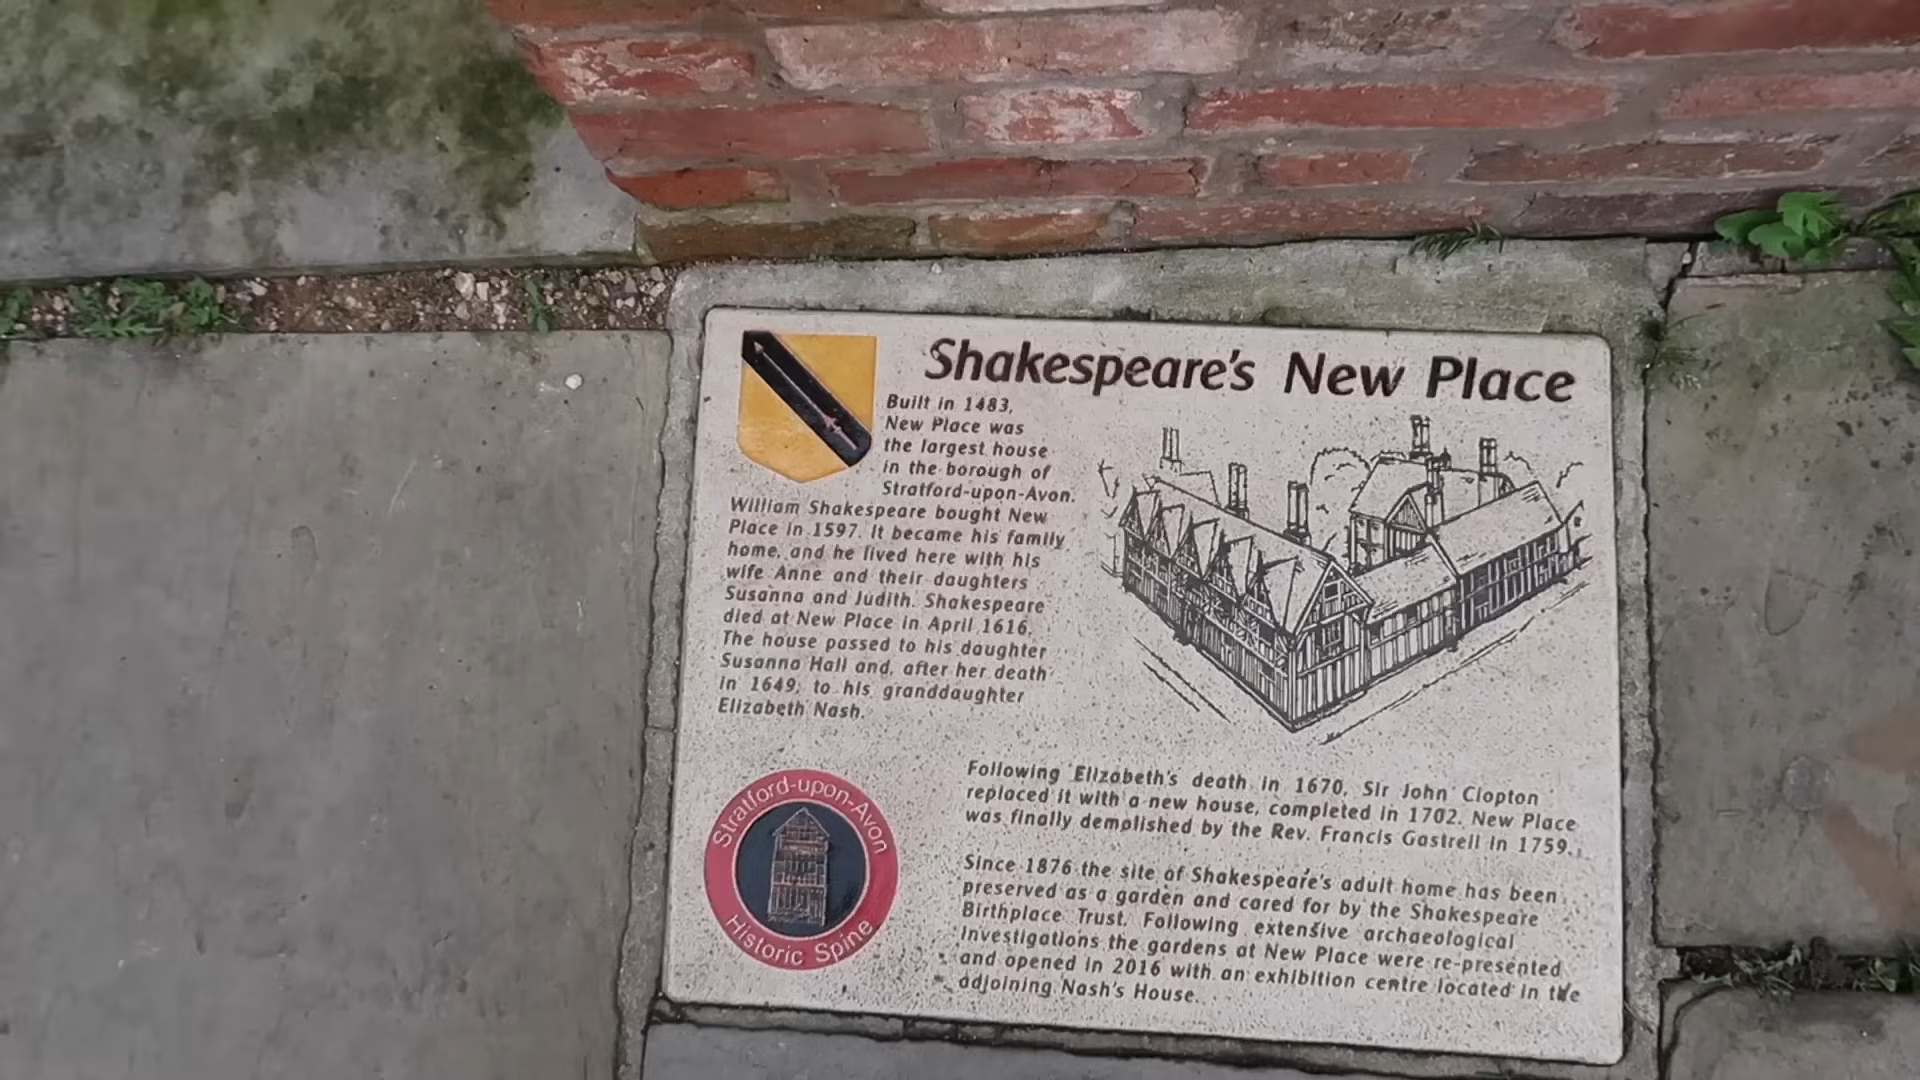 Shakespeare's New Place
Built in 1483,
New Place was
the largest house
in the borough of
Stratford-upon-Avon.
William Shakespeare bought New
Place in 1597. It became his family
home, and he lived here with his
wife Anne and their daughters
Susanna and Judith. Shakespeare
died at New Place in April 1616.
The house passed to his daughter
Susanna Hall and, after her death
in 1649, to his granddaughter
Elizabeth Nash.
Following Elizabeth's death in 1670, Sir John Clopton
replaced it with a new house, completed in 1702. New Place
was finally demolished by the Rev. Francis Gastrell in 1759.
Since 1876 the site of Shakespeare's adult home has been
preserved as a garden and cared for by the Shakespeare
Birthplace Trust. Following extensive archaeological
investigations the gardens at New Place were re-presented
and opened in 2016 with an exhibition centre located in the
adjoining Nash's House.
Stratford-upon-Avon
Historic Spine